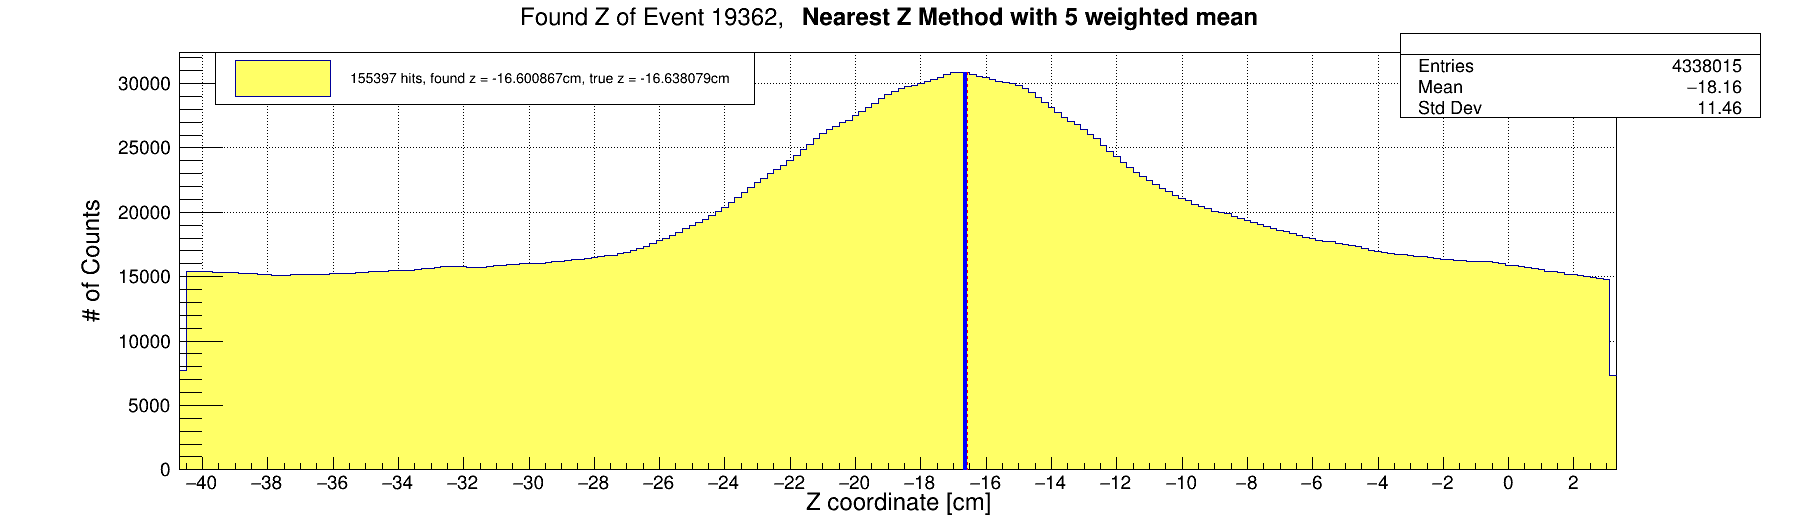 Found Z of Event 19362, Nearest Z Method with 5 weighted mean
155397 hits, found z = -16.600867cm, true z = -16.638079cm
Entries 4338015
Mean −18.16
Std Dev 11.46
30000
25000
20000
15000
10000
5000
0
# of Counts
−40 −38 −36 −34 −32 −30 −28 −26 −24 −22 −20 −18 −16 −14 −12 −10 −8 −6 −4 −2 0 2
Z coordinate [cm]